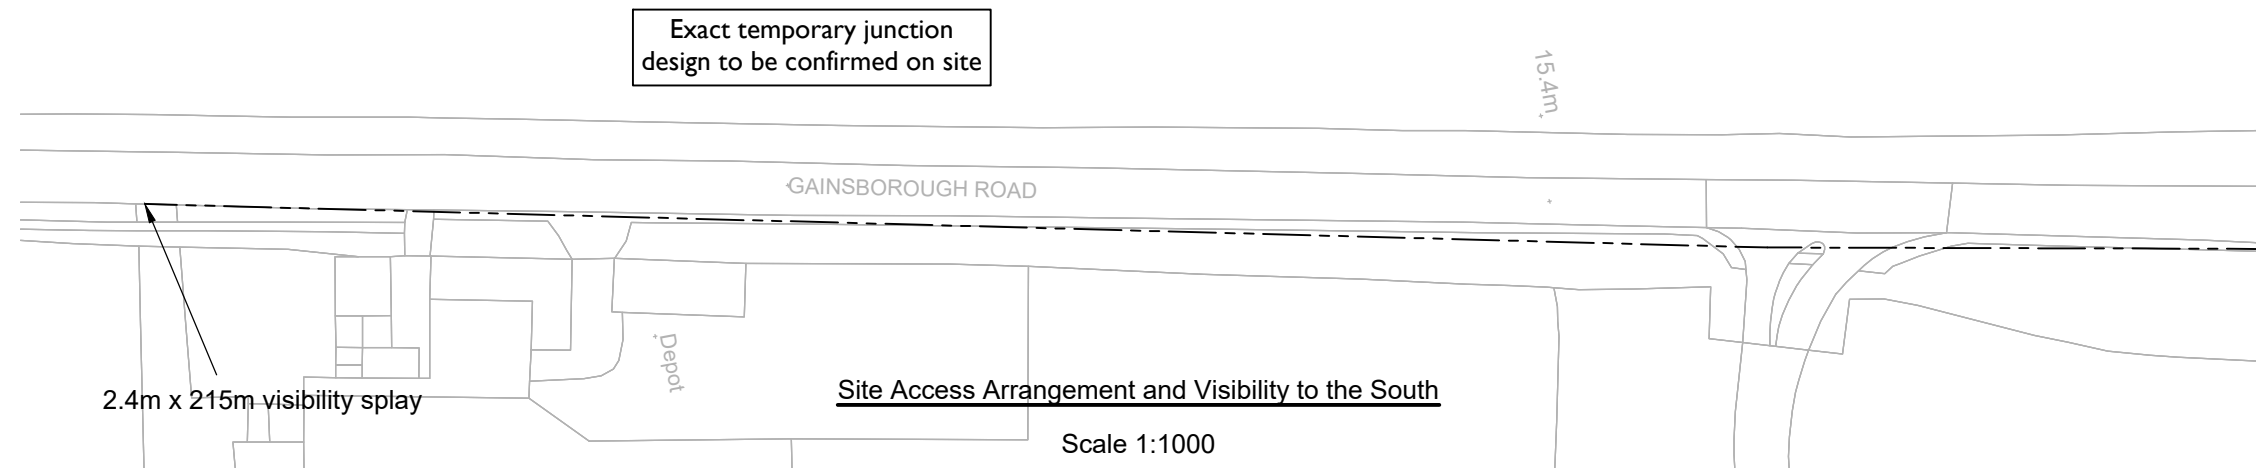 Exact temporary junction
design to be confirmed on site
15.4m
GAINSBOROUGH ROAD
Depot
2.4m x 215m visibility splay
Site Access Arrangement and Visibility to the South
Scale 1:1000